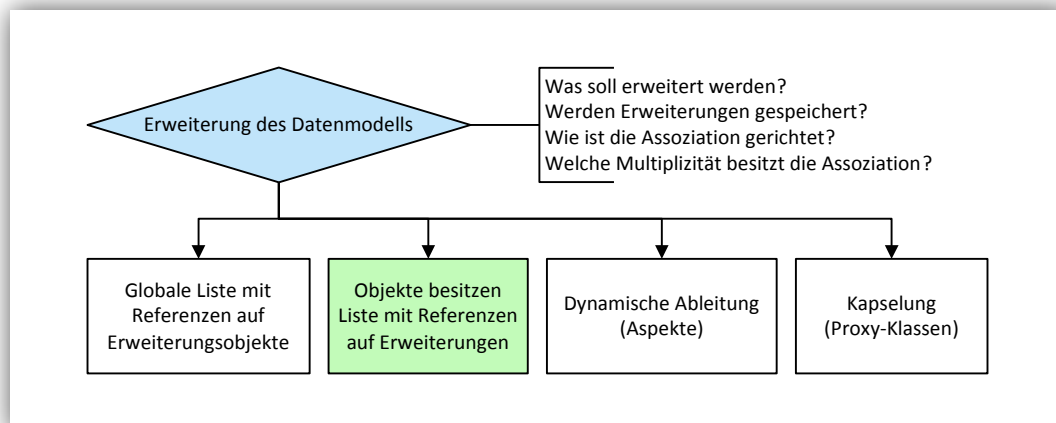 Erweiterung des Datenmodells
Was soll erweitert werden?
Werden Erweiterungen gespeichert?
Wie ist die Assoziation gerichtet?
Welche Multiplizität besitzt die Assoziation?
Globale Liste mit
Referenzen auf
Erweiterungsobjekte
Objekte besitzen
Liste mit Referenzen
auf Erweiterungen
Dynamische Ableitung
(Aspekte)
Kapselung
(Proxy-Klassen)